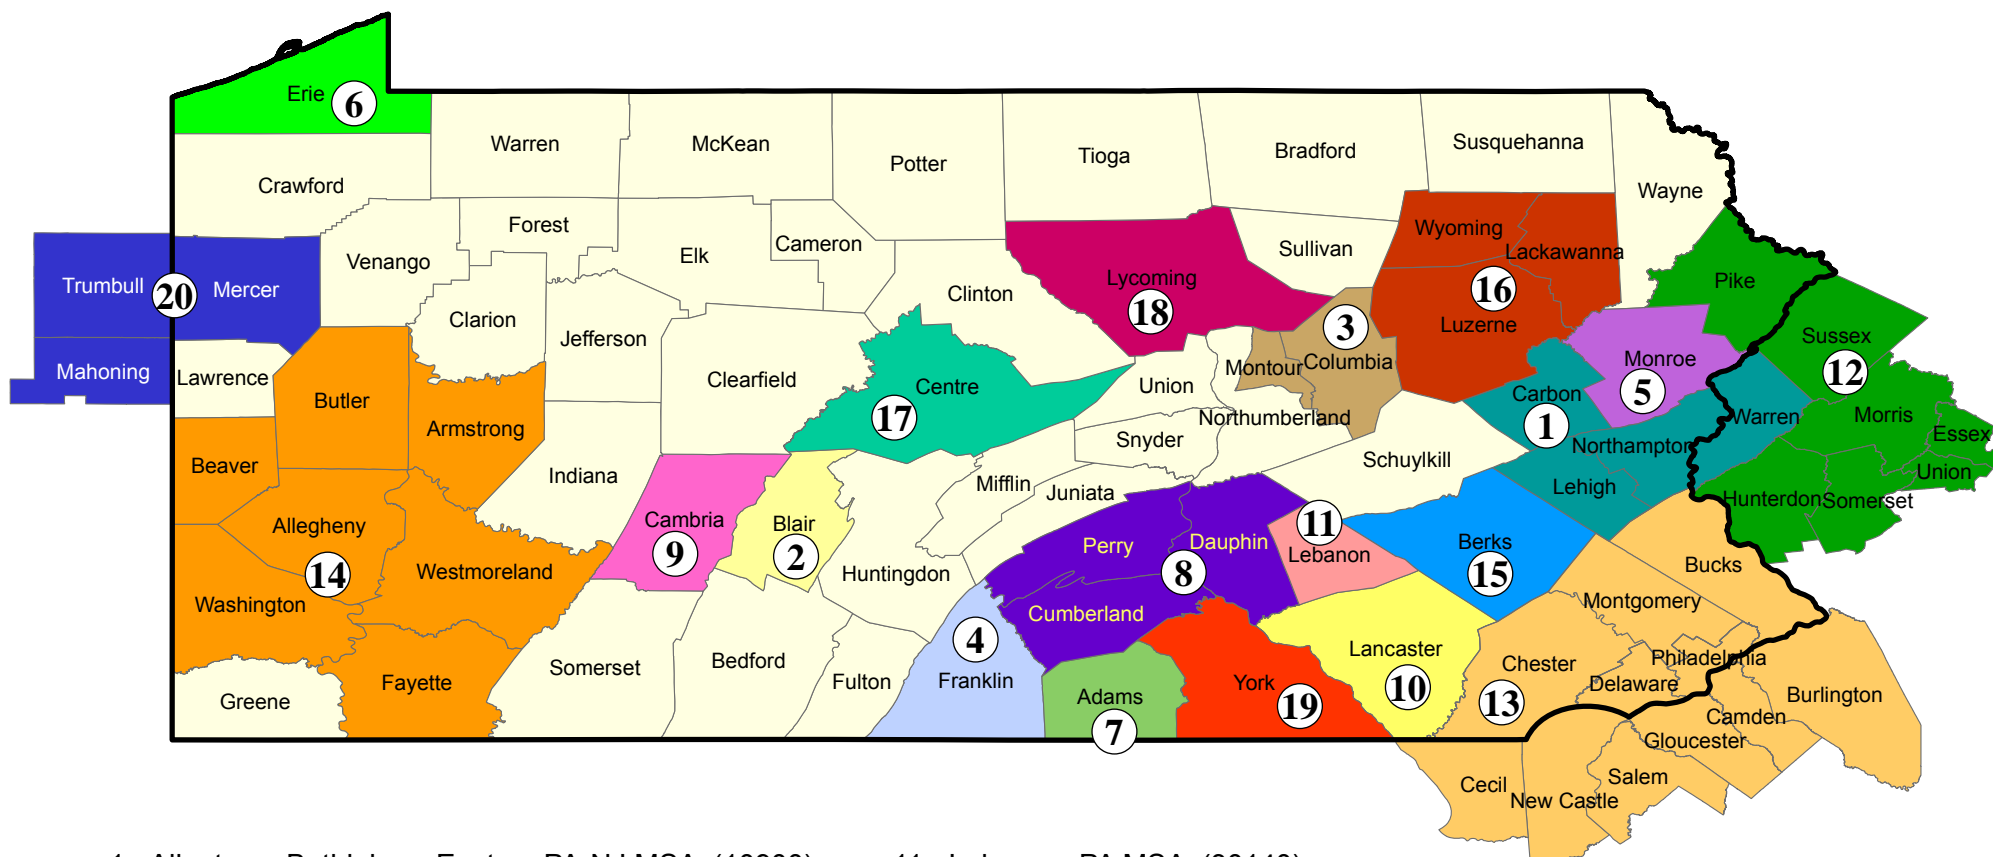 Erie
6
Warren
McKean
Potter
Tioga
Bradford
Susquehanna
Wayne
Crawford
Forest
Venango
Elk
Cameron
Clinton
Sullivan
Wyoming
Lackawanna
16
Luzerne
Pike
Trumbull
20
Mercer
Mahoning
Lawrence
Clarion
Jefferson
Clearfield
Centre
17
Lycoming
18
3
Columbia
Montour
Union
Northumberland
Snyder
Monroe
5
Carbon
1
Northampton
Lehigh
Schuylkill
Sussex
12
Morris
Warren
Essex
Union
Hunterdon
Somerset
Butler
Armstrong
Beaver
Allegheny
14
Indiana
Westmoreland
Washington
Cambria
9
Blair
2
Mifflin
Juniata
Huntingdon
Perry
Dauphin
8
Cumberland
11
Lebanon
Berks
15
Bucks
Montgomery
Philadelphia
Delaware
Chester
13
Lancaster
10
York
19
Adams
7
4
Franklin
Fulton
Bedford
Somerset
Fayette
Greene
Burlington
Camden
Gloucester
Salem
Cecil
New Castle